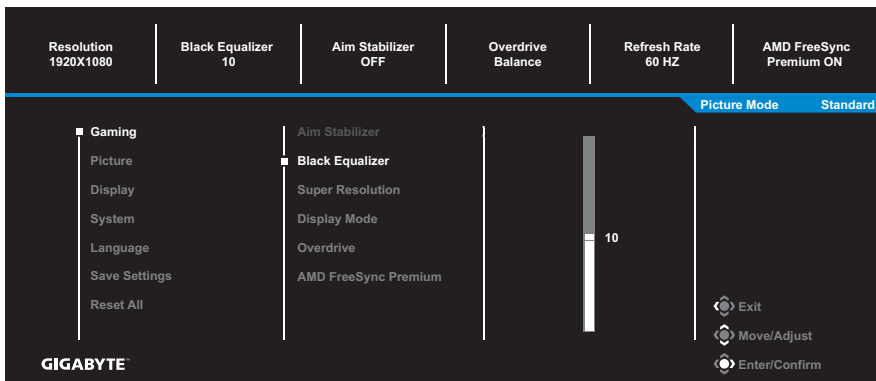 Resolution
1920X1080
Black Equalizer
10
Aim Stabilizer
OFF
Overdrive
Balance
Refresh Rate
60 HZ
AMD FreeSync
Premium ON
Picture Mode Standard
Gaming
Picture
Display
System
Language
Save Settings
Reset All
Aim Stabilizer
Black Equalizer
Super Resolution
Display Mode
Overdrive
AMD FreeSync Premium
10
Exit
Move/Adjust
Enter/Confirm
GIGABYTE™